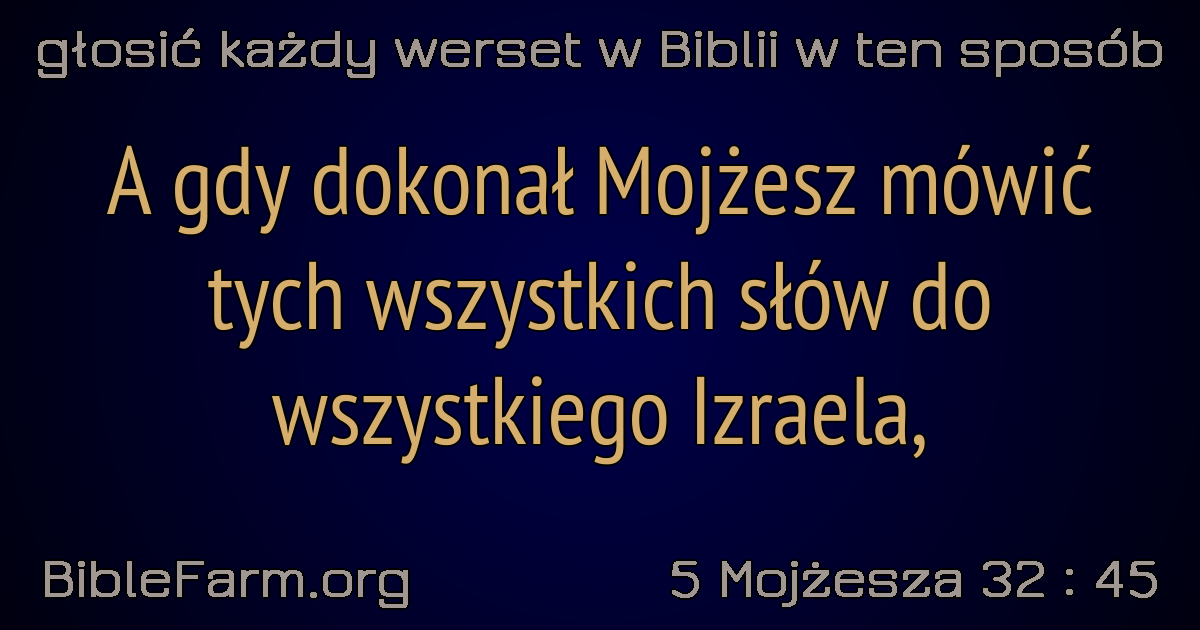 głosić każdy werset w Biblii w ten sposób
A gdy dokonał Mojżesz mówić
tych wszystkich słów do
wszystkiego Izraela,
BibleFarm.org
5 Mojżesza 32 : 45